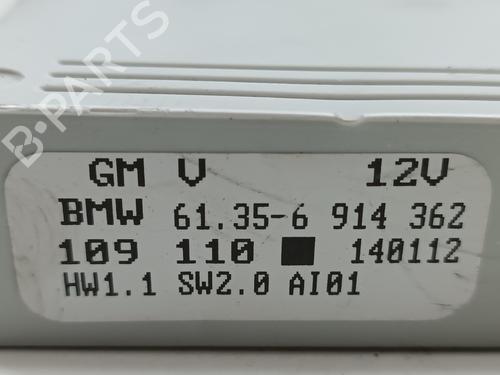 B-PARTS
GM V 12V
BMW 61.35-6 914 362
109 110 ■ 140112
HW1.1 SW2.0 AI01